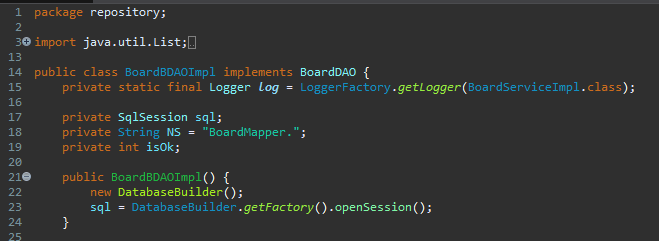 1 package repository;
2
3 import java.util.List;
13
14 public class BoardBDAOImpl implements BoardDAO {
15     private static final Logger log = LoggerFactory.getLogger(BoardServiceImpl.class);
16
17     private SqlSession sql;
18     private String NS = "BoardMapper.";
19     private int isOk;
20
21     public BoardBDAOImpl() {
22         new DatabaseBuilder();
23         sql = DatabaseBuilder.getFactory().openSession();
24     }
25